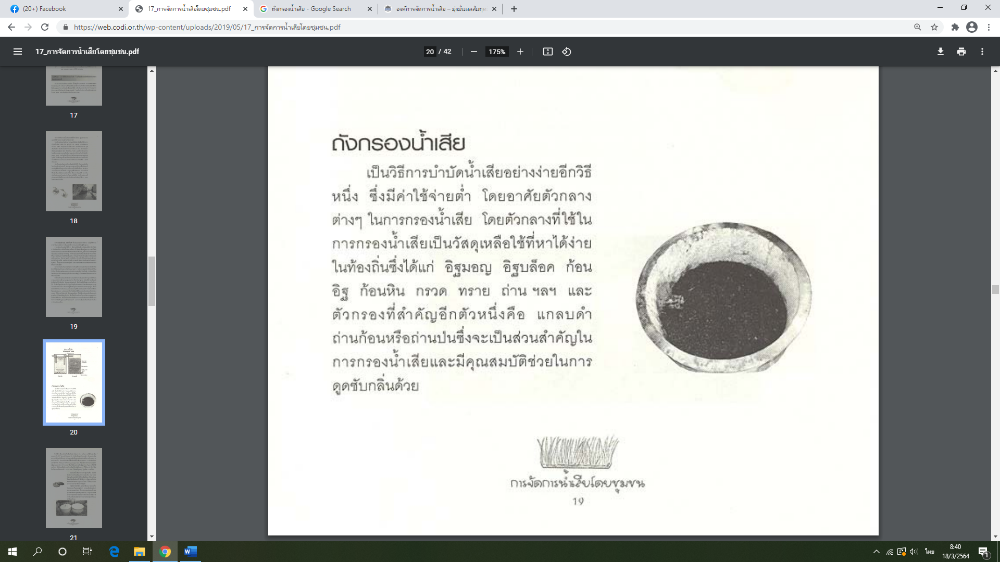 (20+) Facebook
17_การจัดการน้ำเสียโดยชุมชน.pdf
ถังกรองน้ำเสีย - Google Search
องค์การจัดการน้ำเสีย – มุ่งมั่นผลสัมฤท
https://web.codi.or.th/wp-content/uploads/2019/05/17_การจัดการน้ำเสียโดยชุมชน.pdf
17_การจัดการน้ำเสียโดยชุมชน.pdf
20 / 42
175%
17
18
19
20
21
ถังกรองน้ำเสีย
เป็นวิธีการบำบัดน้ำเสียอย่างง่ายอีกวิธี
หนึ่ง ซึ่งมีค่าใช้จ่ายต่ำ โดยอาศัยตัวกลาง
ต่างๆ ในการกรองน้ำเสีย โดยตัวกลางที่ใช้ใน
การกรองน้ำเสียเป็นวัสดุเหลือใช้ที่หาได้ง่าย
ในท้องถิ่นซึ่งได้แก่ อิฐมอญ อิฐบล็อค ก้อน
อิฐ ก้อนหิน กรวด ทราย ถ่าน ฯลฯ และ
ตัวกรองที่สำคัญอีกตัวหนึ่งคือ แกลบดำ
ถ่านก้อนหรือถ่านป่นซึ่งจะเป็นส่วนสำคัญใน
การกรองน้ำเสียและมีคุณสมบัติช่วยในการ
ดูดซับกลิ่นด้วย
การจัดการน้ำเสียโดยชุมชน
19
ไทย
8:40
18/3/2564
1